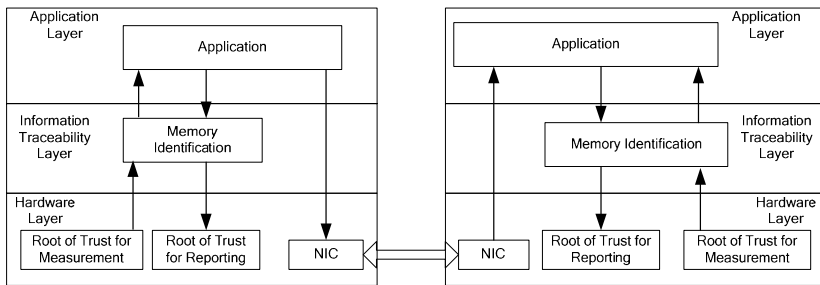 Application
Layer
Application
Information
Traceability
Layer
Memory
Identification
Hardware
Layer
Root of Trust for
Measurement
Root of Trust
for Reporting
NIC
Application
Layer
Application
Information
Traceability
Layer
Memory Identification
Hardware
Layer
NIC
Root of Trust for
Reporting
Root of Trust for
Measurement